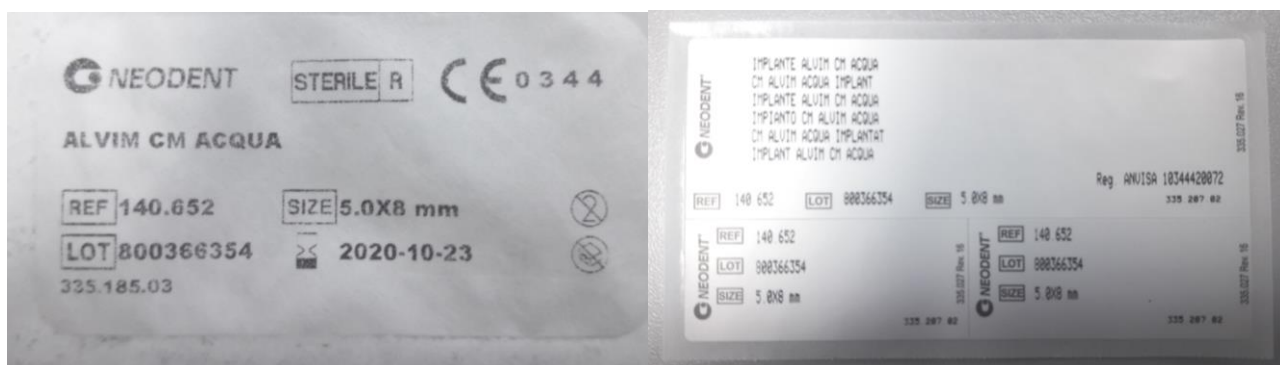 NEODENT STERILE R CE 0344
ALVIM CM ACQUA
REF 140.652 SIZE 5.0X8 mm
LOT 800366354 2020-10-23
335.185.03
NEODENT
IMPLANTE ALVIM CM ACQUA
CM ALVIM ACQUA IMPLANT
IMPLANTE ALVIM CM ACQUA
IMPIANTO CM ALVIM ACQUA
CM ALVIM ACQUA IMPLANTAT
IMPLANT ALVIM CM ACQUA
335.027 Rev. 16
Reg. ANVISA 10344420072
REF 140.652 LOT 800366354 SIZE 5.0X8 mm 335.207.02
NEODENT
REF 140.652
LOT 800366354
SIZE 5.0X8 mm
335.027 Rev. 16
335.207.02
NEODENT
REF 140.652
LOT 800366354
SIZE 5.0X8 mm
335.027 Rev. 16
335.207.02